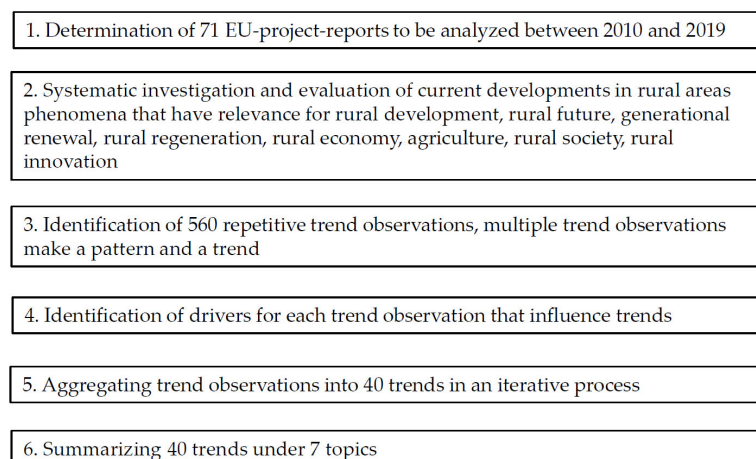 1. Determination of 71 EU-project-reports to be analyzed between 2010 and 2019
2. Systematic investigation and evaluation of current developments in rural areas
phenomena that have relevance for rural development, rural future, generational
renewal, rural regeneration, rural economy, agriculture, rural society, rural
innovation
3. Identification of 560 repetitive trend observations, multiple trend observations
make a pattern and a trend
4. Identification of drivers for each trend observation that influence trends
5. Aggregating trend observations into 40 trends in an iterative process
6. Summarizing 40 trends under 7 topics